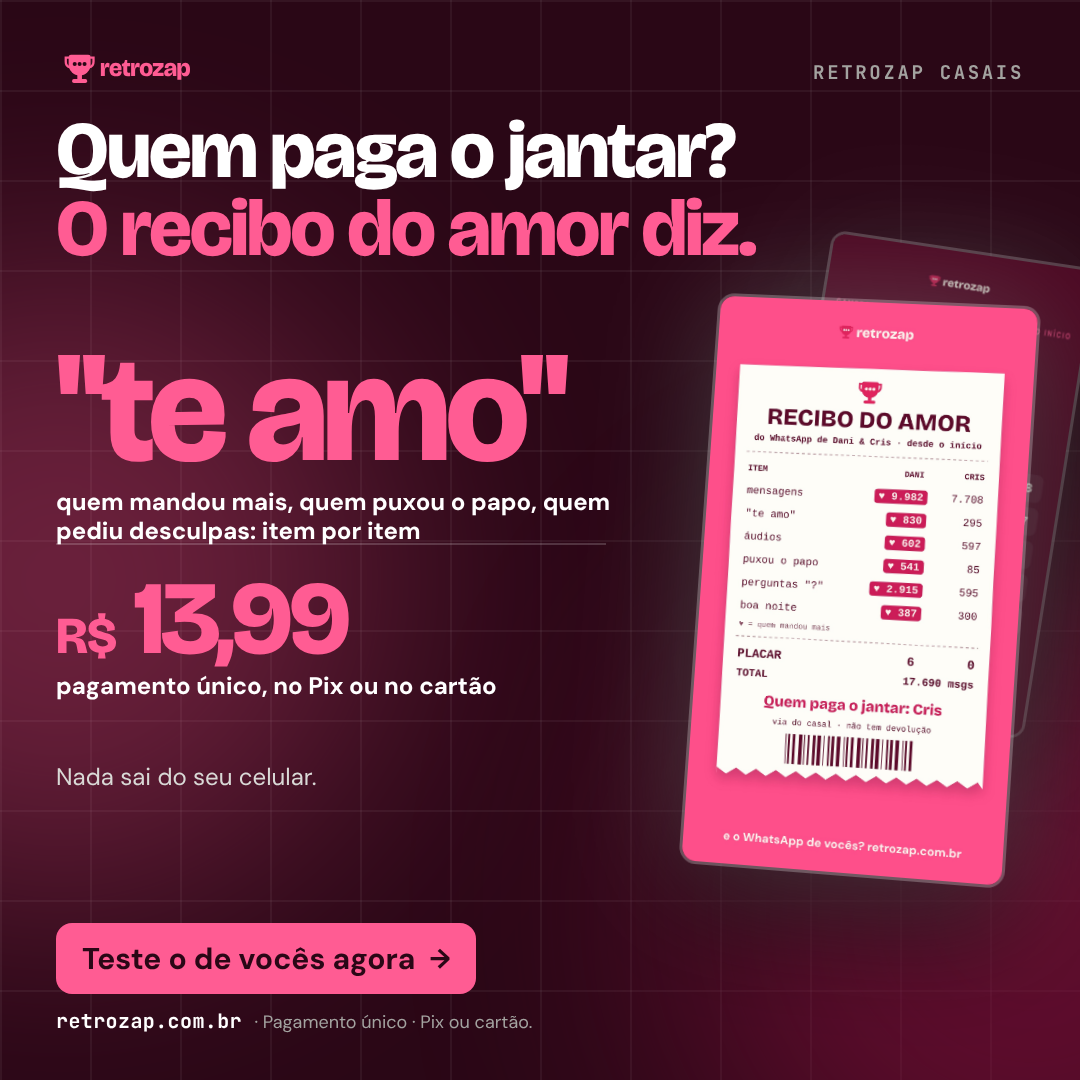 retrozap
RETROZAP CASAIS
Quem paga o jantar?
O recibo do amor diz.
"te amo"
quem mandou mais, quem puxou o papo, quem
pediu desculpas: item por item
R$ 13,99
pagamento único, no Pix ou no cartão
Nada sai do seu celular.
Teste o de vocês agora →
retrozap.com.br · Pagamento único · Pix ou cartão.
retrozap
INÍCIO
retrozap
RECIBO DO AMOR
do WhatsApp de Dani & Cris · desde o início
ITEM DANI CRIS
mensagens ♥ 9.982 7.708
"te amo" ♥ 830 295
áudios ♥ 602 597
puxou o papo ♥ 541 85
perguntas "?" ♥ 2.915 595
boa noite ♥ 387 300
♥ = quem mandou mais
PLACAR 6 0
TOTAL 17.690 msgs
Quem paga o jantar: Cris
via do casal · não tem devolução
e o WhatsApp de vocês? retrozap.com.br